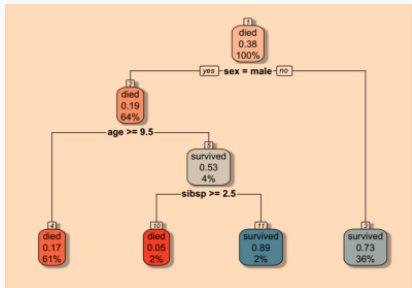 1
died
0.38
100%
yes sex = male no
2
died
0.19
64%
age >= 9.5
5
survived
0.53
4%
sibsp >= 2.5
4
died
0.17
61%
10
died
0.05
2%
11
survived
0.89
2%
3
survived
0.73
36%